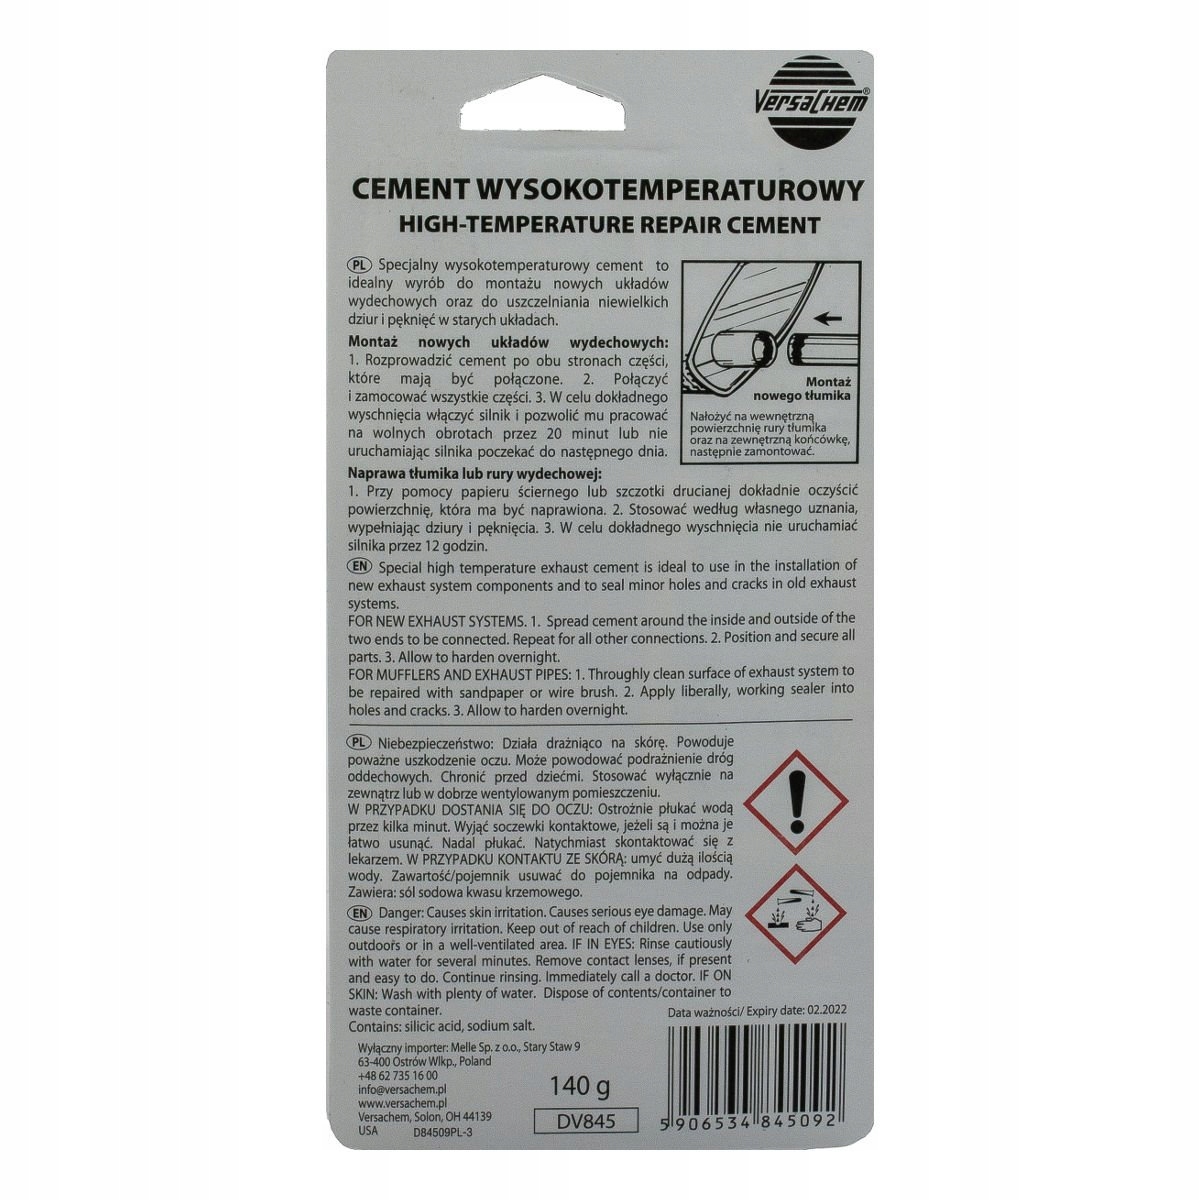 VersaChem®
CEMENT WYSOKOTEMPERATUROWY
HIGH-TEMPERATURE REPAIR CEMENT
PL Specjalny wysokotemperaturowy cement to
idealny wyrób do montażu nowych układów
wydechowych oraz do uszczelniania niewielkich
dziur i pęknięć w starych układach.
Montaż nowych układów wydechowych:
1. Rozprowadzić cement po obu stronach części,
które mają być połączone. 2. Połączyć
i zamocować wszystkie części. 3. W celu dokładnego
wyschnięcia włączyć silnik i pozwolić mu pracować
na wolnych obrotach przez 20 minut lub nie
uruchamiając silnika poczekać do następnego dnia.
Montaż
nowego tłumika
Nałożyć na wewnętrzną
powierzchnię rury tłumika
oraz na zewnętrzną końcówkę,
następnie zamontować.
Naprawa tłumika lub rury wydechowej:
1. Przy pomocy papieru ściernego lub szczotki drucianej dokładnie oczyścić
powierzchnię, która ma być naprawiona. 2. Stosować według własnego uznania,
wypełniając dziury i pęknięcia. 3. W celu dokładnego wyschnięcia nie uruchamiać
silnika przez 12 godzin.
EN Special high temperature exhaust cement is ideal to use in the installation of
new exhaust system components and to seal minor holes and cracks in old exhaust
systems.
FOR NEW EXHAUST SYSTEMS. 1. Spread cement around the inside and outside of the
two ends to be connected. Repeat for all other connections. 2. Position and secure all
parts. 3. Allow to harden overnight.
FOR MUFFLERS AND EXHAUST PIPES: 1. Throughly clean surface of exhaust system to
be repaired with sandpaper or wire brush. 2. Apply liberally, working sealer into
holes and cracks. 3. Allow to harden overnight.
PL Niebezpieczeństwo: Działa drażniąco na skórę. Powoduje
poważne uszkodzenie oczu. Może powodować podrażnienie dróg
oddechowych. Chronić przed dziećmi. Stosować wyłącznie na
zewnątrz lub w dobrze wentylowanym pomieszczeniu.
W PRZYPADKU DOSTANIA SIĘ DO OCZU: Ostrożnie płukać wodą
przez kilka minut. Wyjąć soczewki kontaktowe, jeżeli są i można je
łatwo usunąć. Nadal płukać. Natychmiast skontaktować się z
lekarzem. W PRZYPADKU KONTAKTU ZE SKÓRĄ: umyć dużą ilością
wody. Zawartość/pojemnik usuwać do pojemnika na odpady.
Zawiera: sól sodowa kwasu krzemowego.
EN Danger: Causes skin irritation. Causes serious eye damage. May
cause respiratory irritation. Keep out of reach of children. Use only
outdoors or in a well-ventilated area. IF IN EYES: Rinse cautiously
with water for several minutes. Remove contact lenses, if present
and easy to do. Continue rinsing. Immediately call a doctor. IF ON
SKIN: Wash with plenty of water. Dispose of contents/container to
waste container.
Contains: silicic acid, sodium salt.
Data ważności/ Expiry date: 02.2022
Wyłączny importer: Melle Sp. z o.o., Stary Staw 9
63-400 Ostrów Wlkp., Poland
+48 62 735 16 00
info@versachem.pl
www.versachem.pl
Versachem, Solon, OH 44139
USA D84509PL-3
140 g
DV845
5 906534 845092